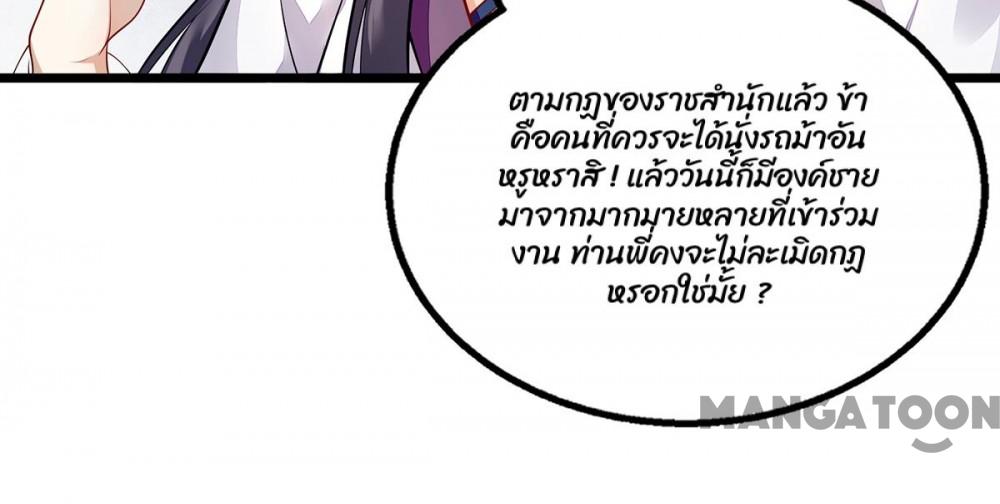 ตามกฏของราชสำนักแล้ว ข้า
คือคนที่ควรจะได้นั่งรถม้าอัน
หรูหราสิ ! แล้ววันนี้ก็มีองค์ชาย
มาจากมากมายหลายที่เข้าร่วม
งาน ท่านพี่คงจะไม่ละเมิดกฏ
หรอกใช่มั้ย ?
MANGATOON